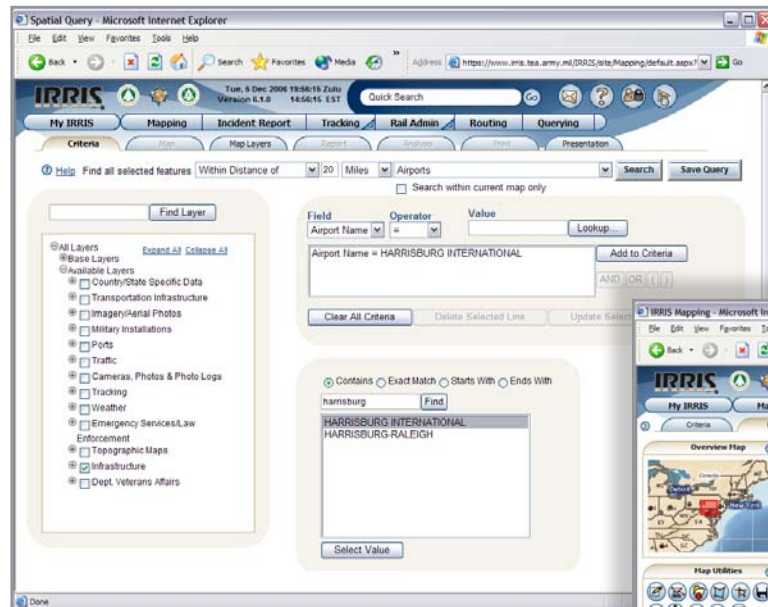 Spatial Query - Microsoft Internet Explorer
File Edit View Favorites Tools Help
Back Search Favorites Media » Address https://www.irris.tea.army.mil/IRRIS/site/Mapping/default.aspx? Go
IRRIS Tue, 5 Dec 2006 19:56:15 Zulu
Version 6.1.0 14:56:15 EST Quick Search Go
My IRRIS Mapping Incident Report Tracking Rail Admin Routing Querying
Criteria Map Map Layers Report Analysis Print Presentation
Help Find all selected features Within Distance of 20 Miles Airports Search Save Query
Search within current map only
Find Layer
All Layers Expand All Collapse All
Base Layers
Available Layers
Country/State Specific Data
Transportation Infrastructure
Imagery/Aerial Photos
Military Installations
Ports
Traffic
Cameras, Photos & Photo Logs
Tracking
Weather
Emergency Services/Law
Enforcement
Topographic Maps
Infrastructure
Dept. Veterans Affairs
Field Operator Value
Airport Name = Lookup...
Airport Name = HARRISBURG INTERNATIONAL Add to Criteria
AND OR ( )
Clear All Criteria Delete Selected Line Update Selec
Contains Exact Match Starts With Ends With
harrisburg Find
HARRISBURG INTERNATIONAL
HARRISBURG-RALEIGH
Select Value
Done
IRRIS Mapping - Microsoft In
File Edit View Favorites To
Back
IRRIS
My IRRIS Ma
Criteria
Overview Map
Detroit
New York
Map Utilities